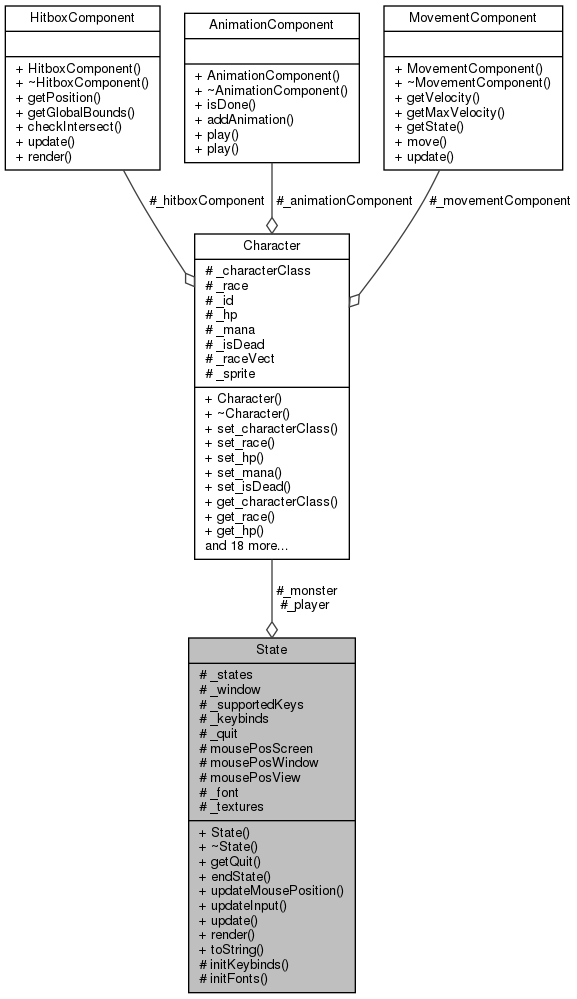 HitboxComponent
+ HitboxComponent()
+ ~HitboxComponent()
+ getPosition()
+ getGlobalBounds()
+ checkIntersect()
+ update()
+ render()
AnimationComponent
+ AnimationComponent()
+ ~AnimationComponent()
+ isDone()
+ addAnimation()
+ play()
+ play()
MovementComponent
+ MovementComponent()
+ ~MovementComponent()
+ getVelocity()
+ getMaxVelocity()
+ getState()
+ move()
+ update()
#_hitboxComponent
#_animationComponent
#_movementComponent
Character
# _characterClass
# _race
# _id
# _hp
# _mana
# _isDead
# _raceVect
# _sprite
+ Character()
+ ~Character()
+ set_characterClass()
+ set_race()
+ set_hp()
+ set_mana()
+ set_isDead()
+ get_characterClass()
+ get_race()
+ get_hp()
and 18 more...
#_monster
#_player
State
# _states
# _window
# _supportedKeys
# _keybinds
# _quit
# mousePosScreen
# mousePosWindow
# mousePosView
# _font
# _textures
+ State()
+ ~State()
+ getQuit()
+ endState()
+ updateMousePosition()
+ updateInput()
+ update()
+ render()
+ toString()
# initKeybinds()
# initFonts()